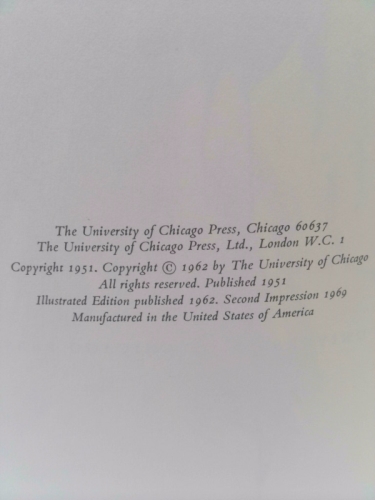 The University of Chicago Press, Chicago 60637
The University of Chicago Press, Ltd., London W.C. 1
Copyright 1951. Copyright © 1962 by The University of Chicago
All rights reserved. Published 1951
Illustrated Edition published 1962. Second Impression 1969
Manufactured in the United States of America